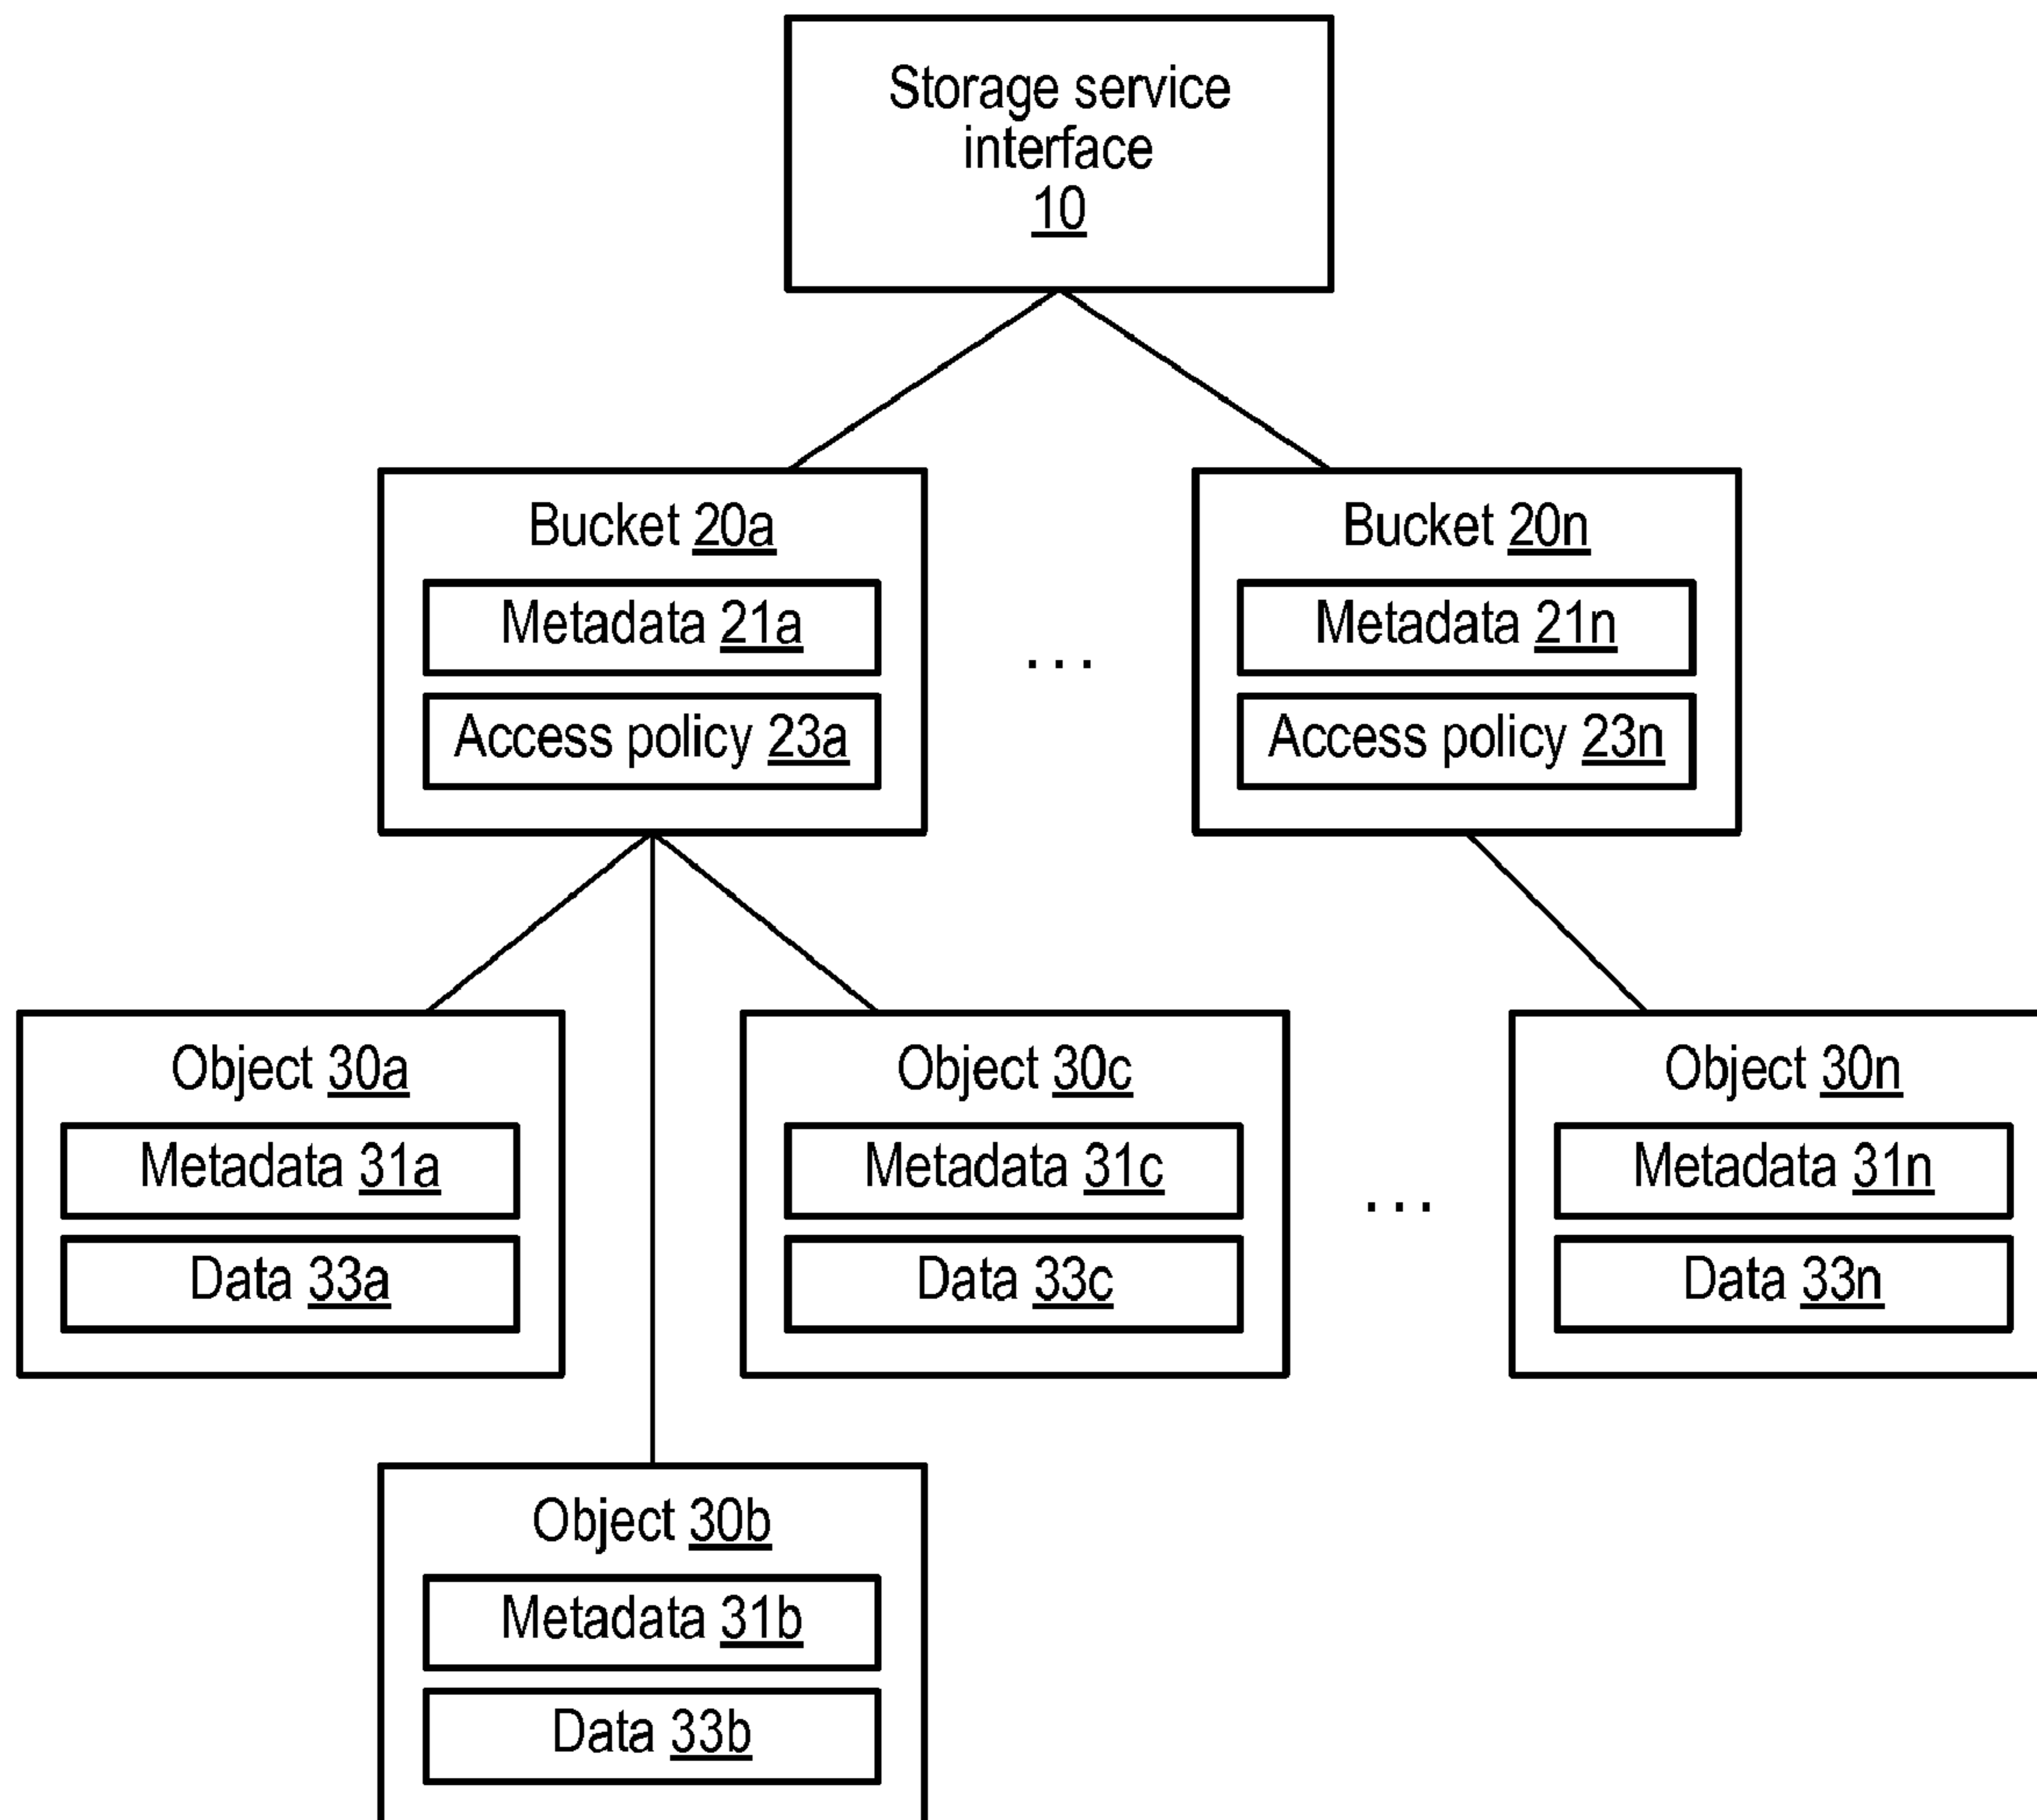 Storage service
interface
10
Bucket 20a
Metadata 21a
Access policy 23a
...
Bucket 20n
Metadata 21n
Access policy 23n
Object 30a
Metadata 31a
Data 33a
Object 30c
Metadata 31c
Data 33c
...
Object 30n
Metadata 31n
Data 33n
Object 30b
Metadata 31b
Data 33b